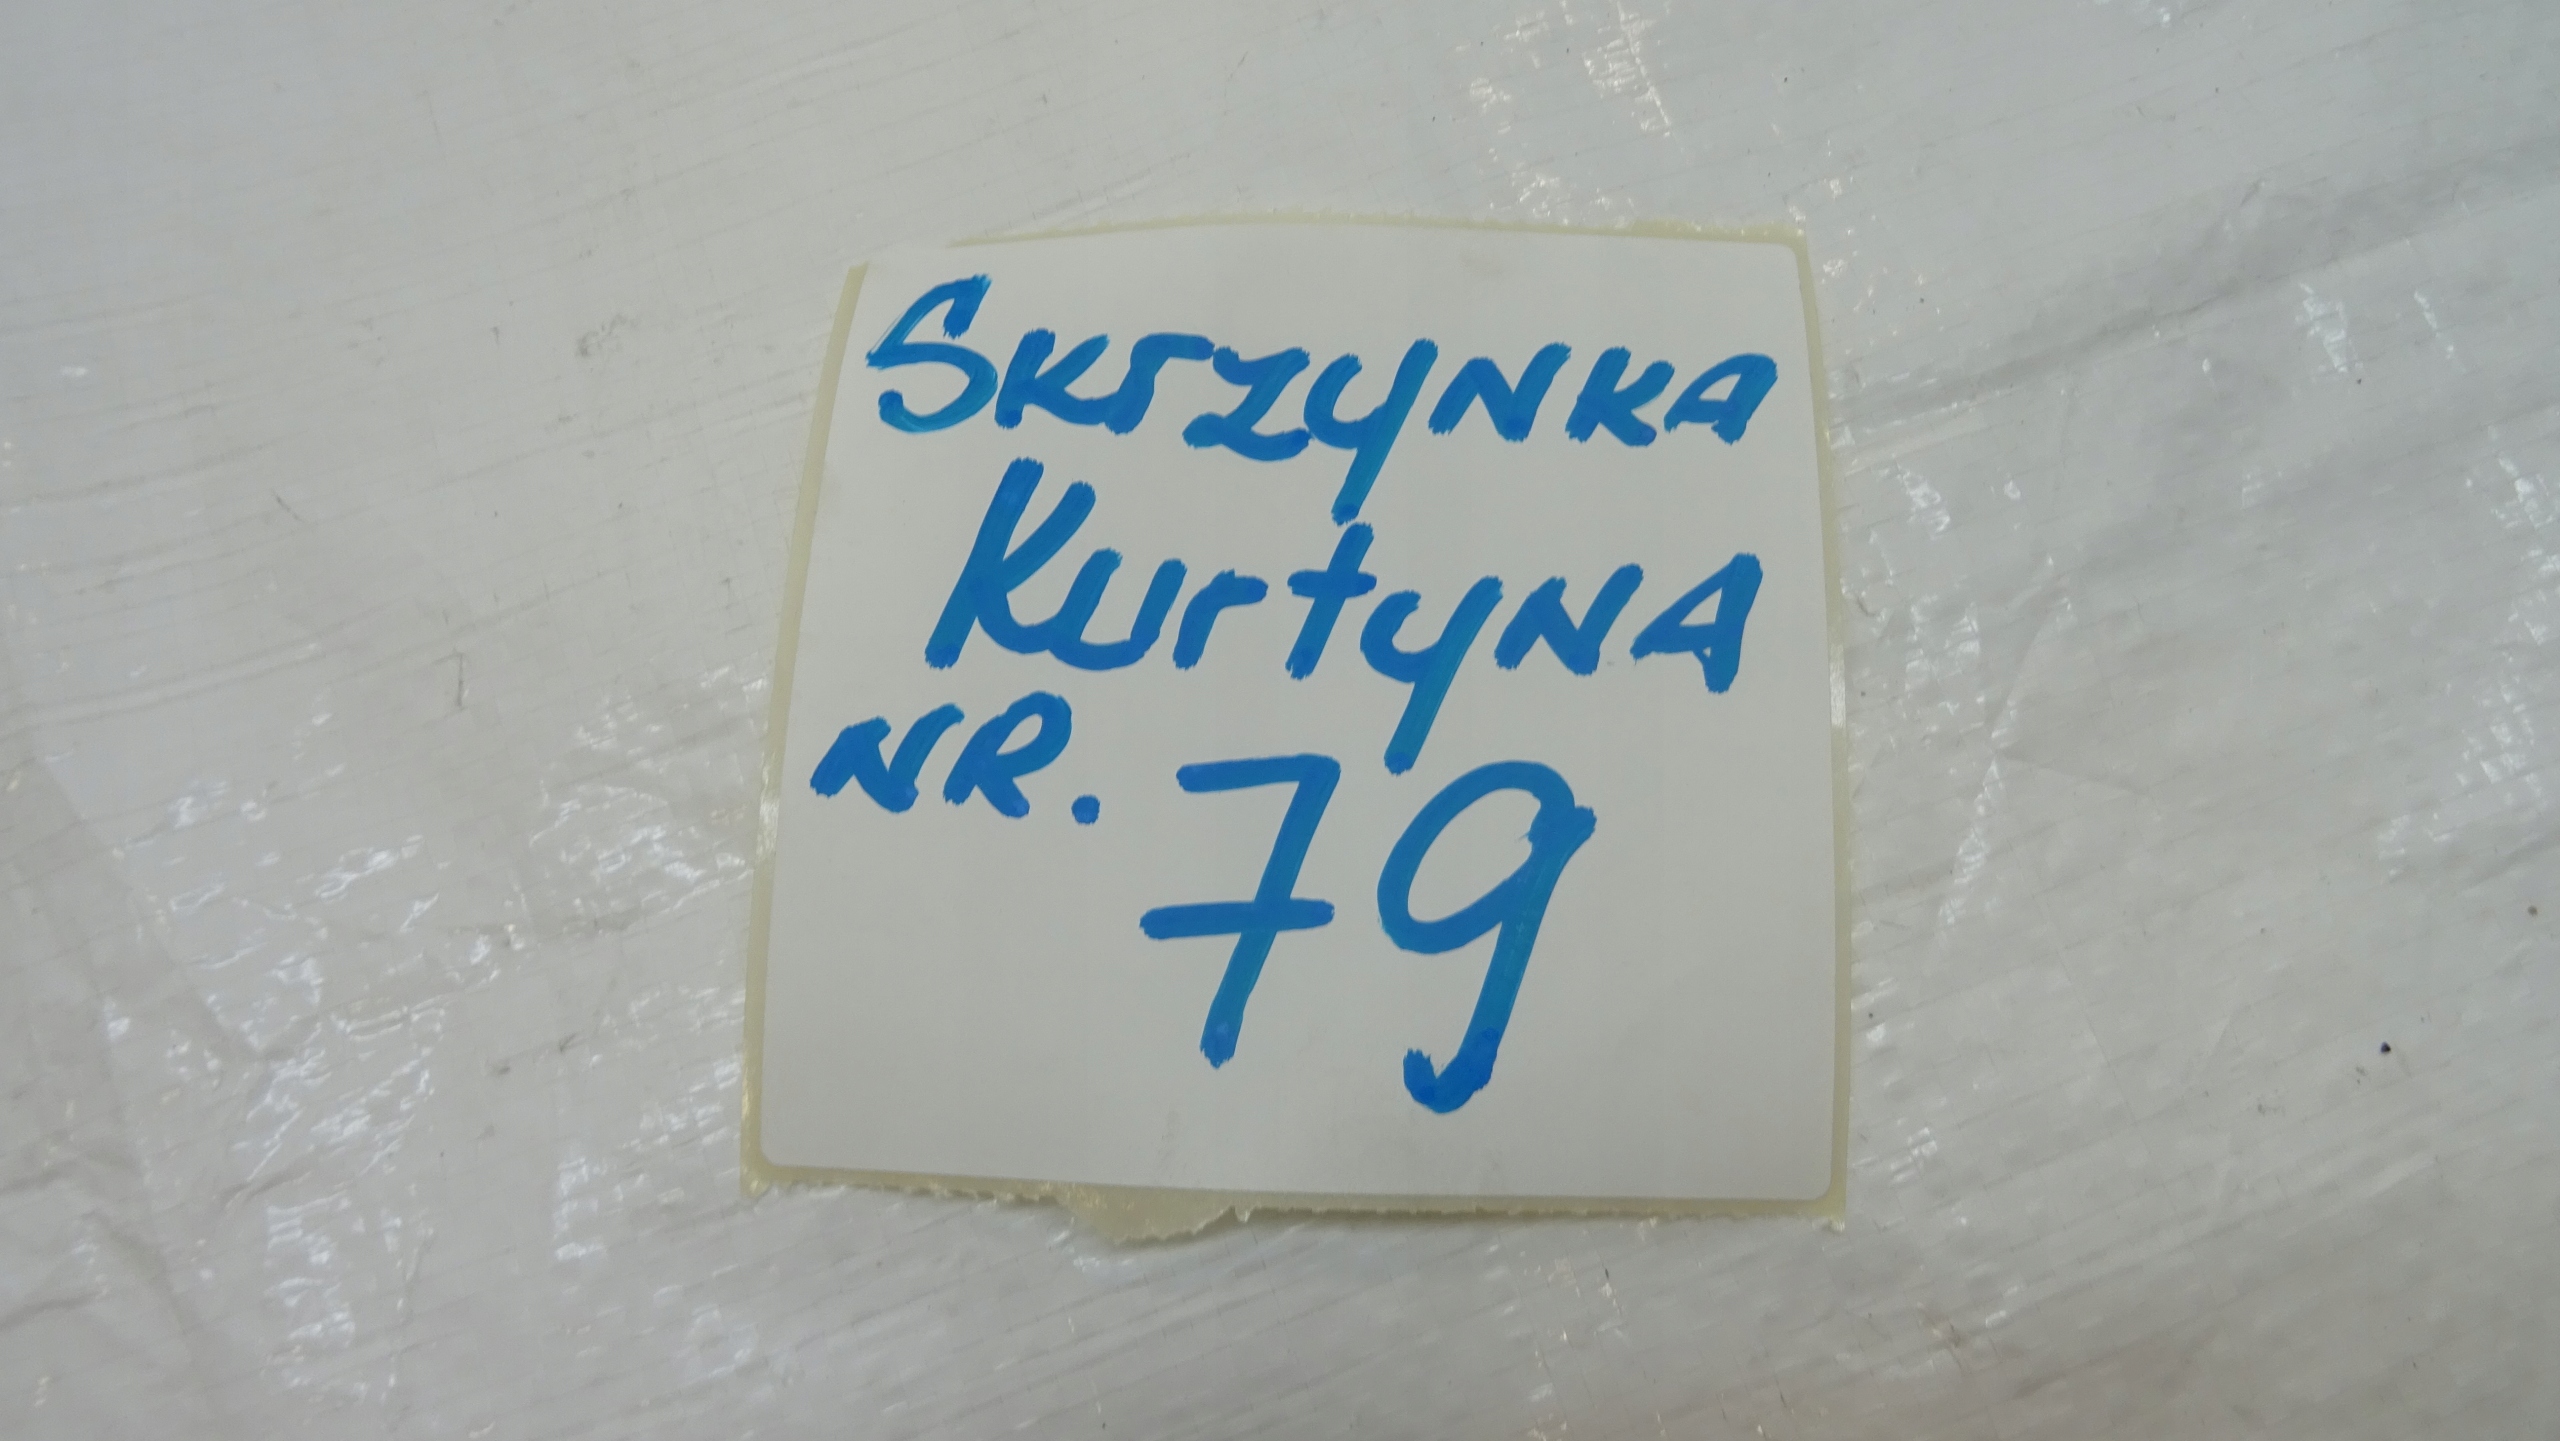 Skrzynka
Kurtyna
NR. 79